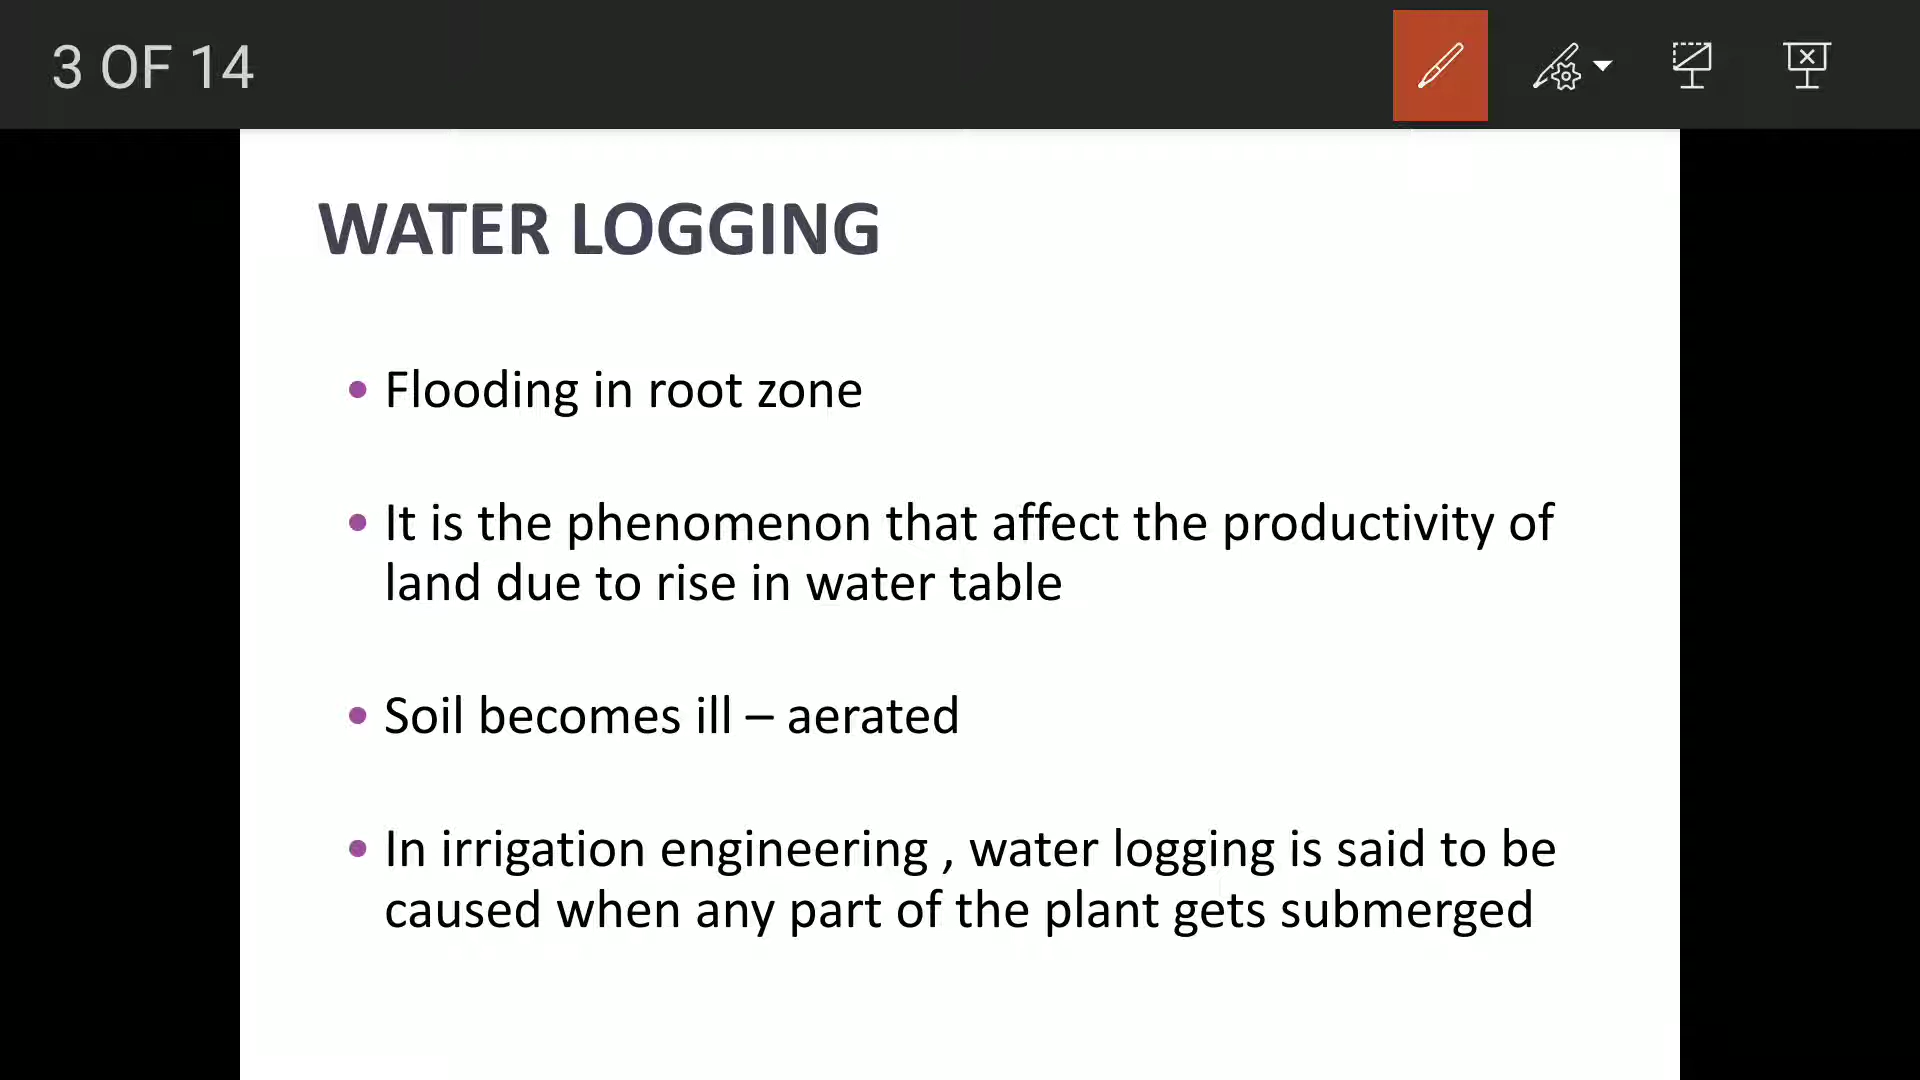 3 OF 14
WATER LOGGING
• Flooding in root zone
• It is the phenomenon that affect the productivity of
land due to rise in water table
• Soil becomes ill – aerated
• In irrigation engineering , water logging is said to be
caused when any part of the plant gets submerged